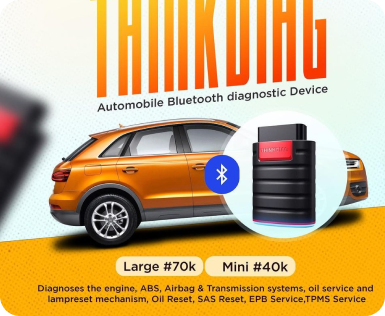 THINKDIAG
Automobile Bluetooth diagnostic Device
Large #70k
Mini #40k
Diagnoses the engine, ABS, Airbag & Transmission systems, oil service and
lampreset mechanism, Oil Reset, SAS Reset, EPB Service,TPMS Service